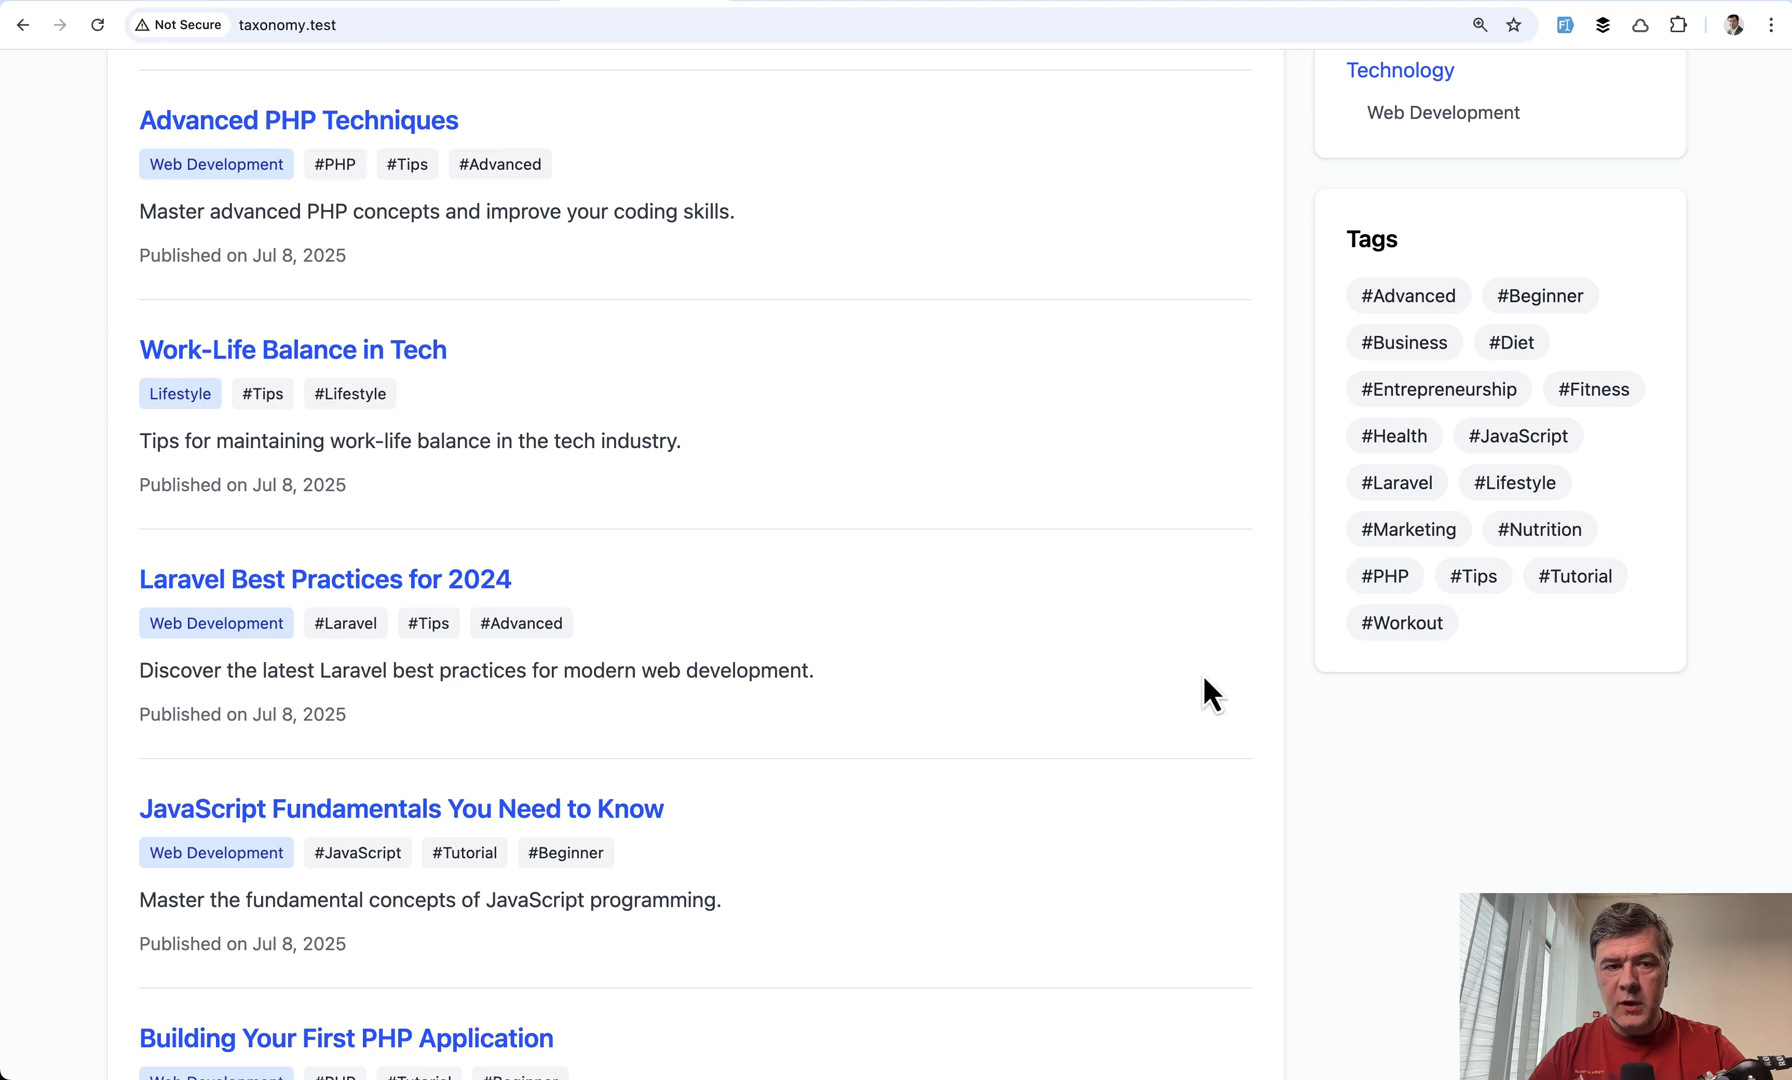 Not Secure
taxonomy.test
Advanced PHP Techniques
Web Development #PHP #Tips #Advanced
Master advanced PHP concepts and improve your coding skills.
Published on Jul 8, 2025
Work-Life Balance in Tech
Lifestyle #Tips #Lifestyle
Tips for maintaining work-life balance in the tech industry.
Published on Jul 8, 2025
Laravel Best Practices for 2024
Web Development #Laravel #Tips #Advanced
Discover the latest Laravel best practices for modern web development.
Published on Jul 8, 2025
JavaScript Fundamentals You Need to Know
Web Development #JavaScript #Tutorial #Beginner
Master the fundamental concepts of JavaScript programming.
Published on Jul 8, 2025
Building Your First PHP Application
Web Development #PHP #Tutorial #Beginner
Technology
Web Development
Tags
#Advanced #Beginner
#Business #Diet
#Entrepreneurship #Fitness
#Health #JavaScript
#Laravel #Lifestyle
#Marketing #Nutrition
#PHP #Tips #Tutorial
#Workout